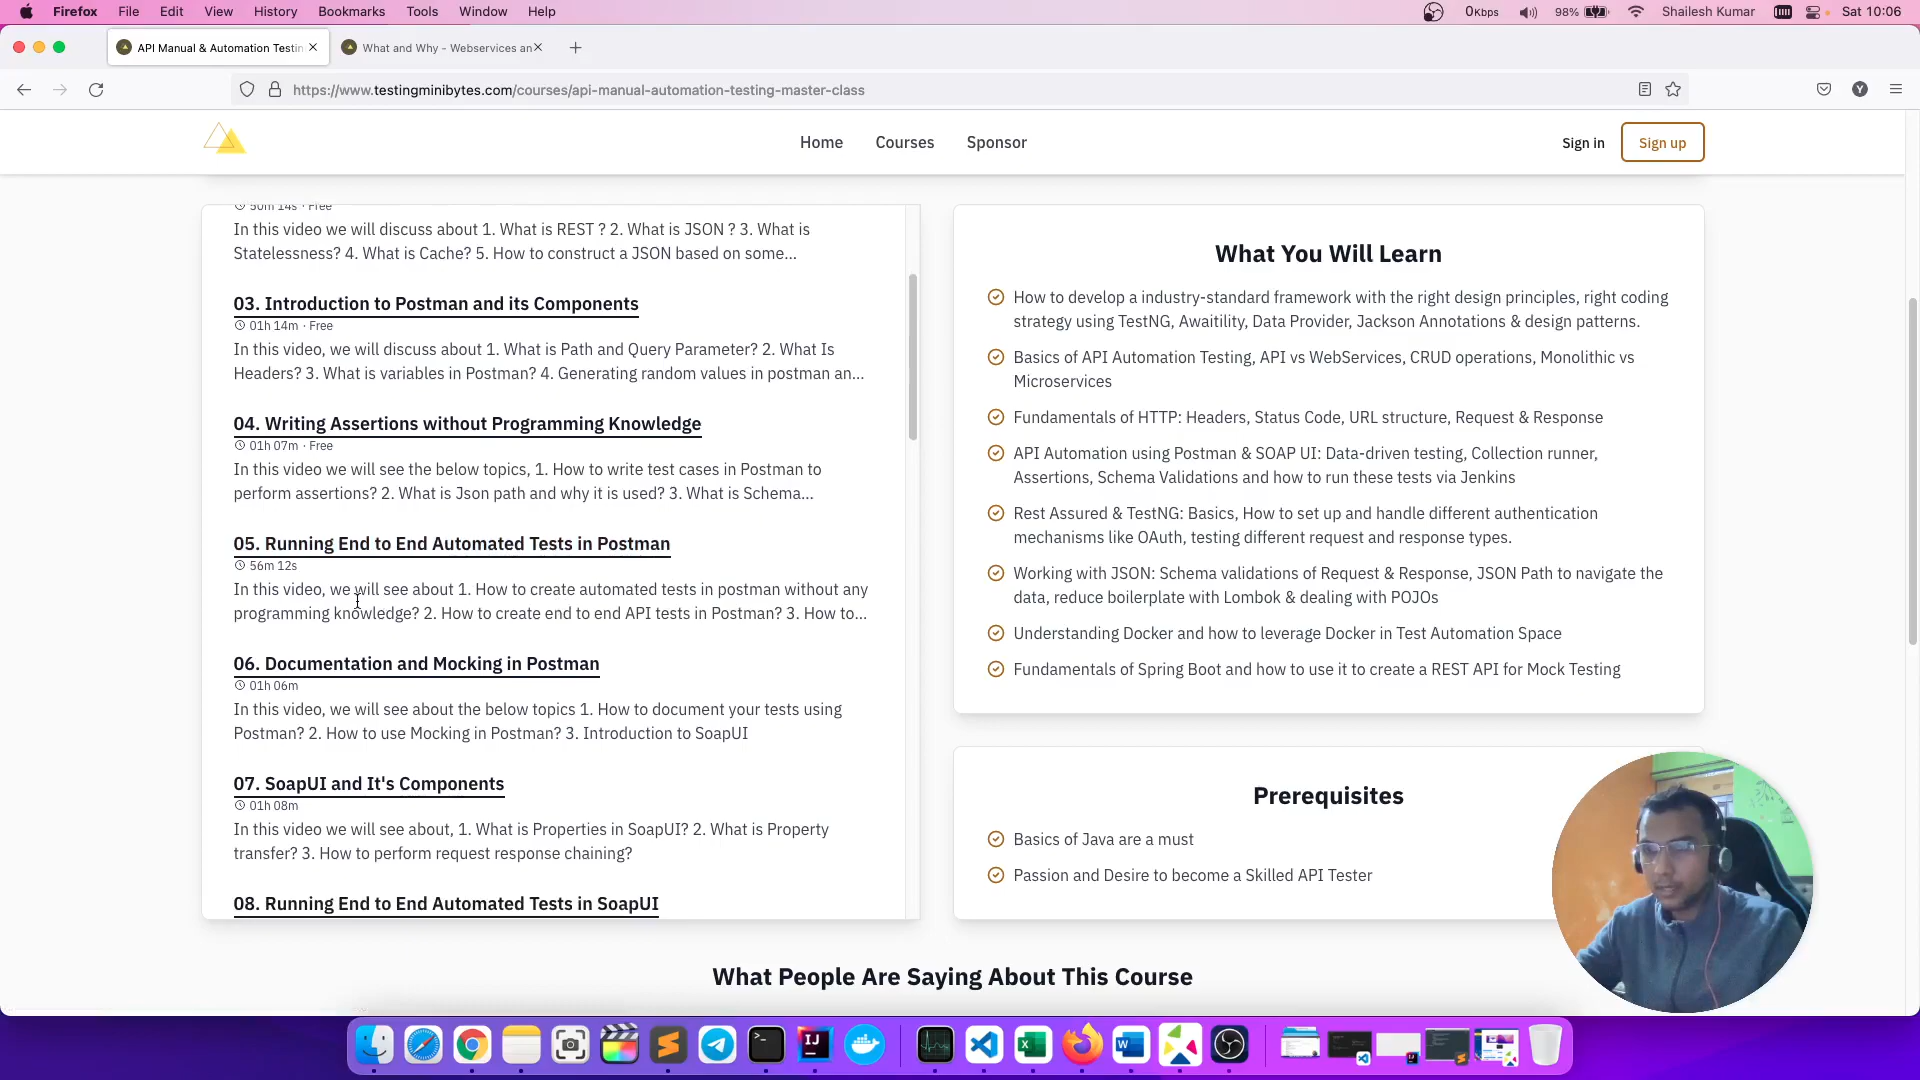 Firefox File Edit View History Bookmarks Tools Window Help 0Kbps 98% Shailesh Kumar Sat 10:06
API Manual & Automation Testin What and Why - Webservices an
https://www.testingminibytes.com/courses/api-manual-automation-testing-master-class Y
Home Courses Sponsor Sign in Sign up
50m 14s · Free
In this video we will discuss about 1. What is REST ? 2. What is JSON ? 3. What is
Statelessness? 4. What is Cache? 5. How to construct a JSON based on some...
03. Introduction to Postman and its Components
01h 14m · Free
In this video, we will discuss about 1. What is Path and Query Parameter? 2. What Is
Headers? 3. What is variables in Postman? 4. Generating random values in postman an...
04. Writing Assertions without Programming Knowledge
01h 07m · Free
In this video we will see the below topics, 1. How to write test cases in Postman to
perform assertions? 2. What is Json path and why it is used? 3. What is Schema...
05. Running End to End Automated Tests in Postman
56m 12s
In this video, we will see about 1. How to create automated tests in postman without any
programming knowledge? 2. How to create end to end API tests in Postman? 3. How to...
06. Documentation and Mocking in Postman
01h 06m
In this video, we will see about the below topics 1. How to document your tests using
Postman? 2. How to use Mocking in Postman? 3. Introduction to SoapUI
07. SoapUI and It's Components
01h 08m
In this video we will see about, 1. What is Properties in SoapUI? 2. What is Property
transfer? 3. How to perform request response chaining?
08. Running End to End Automated Tests in SoapUI
What You Will Learn
How to develop a industry-standard framework with the right design principles, right coding
strategy using TestNG, Awaitility, Data Provider, Jackson Annotations & design patterns.
Basics of API Automation Testing, API vs WebServices, CRUD operations, Monolithic vs
Microservices
Fundamentals of HTTP: Headers, Status Code, URL structure, Request & Response
API Automation using Postman & SOAP UI: Data-driven testing, Collection runner,
Assertions, Schema Validations and how to run these tests via Jenkins
Rest Assured & TestNG: Basics, How to set up and handle different authentication
mechanisms like OAuth, testing different request and response types.
Working with JSON: Schema validations of Request & Response, JSON Path to navigate the
data, reduce boilerplate with Lombok & dealing with POJOs
Understanding Docker and how to leverage Docker in Test Automation Space
Fundamentals of Spring Boot and how to use it to create a REST API for Mock Testing
Prerequisites
Basics of Java are a must
Passion and Desire to become a Skilled API Tester
What People Are Saying About This Course